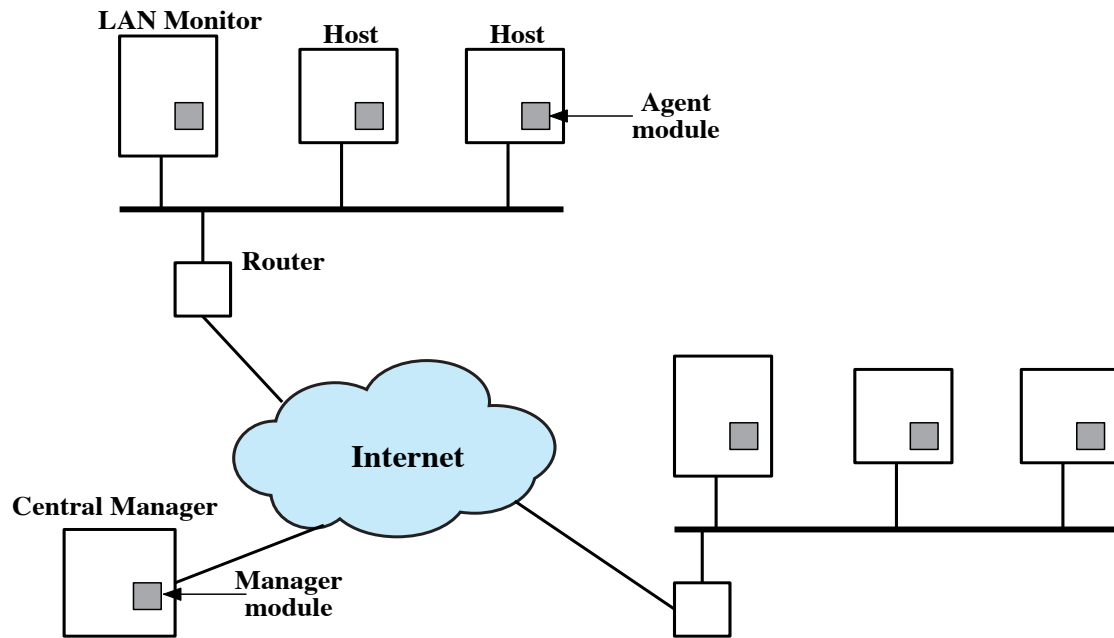 LAN Monitor
Host
Host
Agent
module
Router
Internet
Central Manager
Manager
module